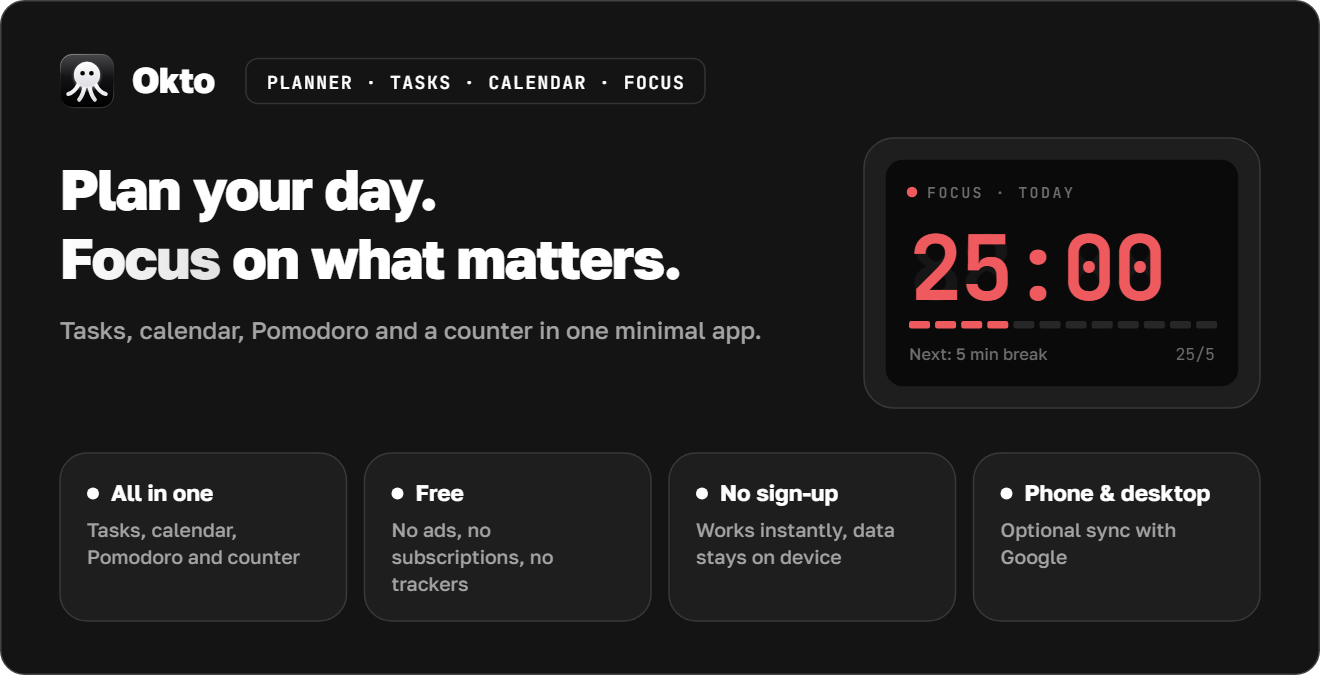 Okto
PLANNER · TASKS · CALENDAR · FOCUS
Plan your day.
Focus on what matters.
Tasks, calendar, Pomodoro and a counter in one minimal app.
FOCUS · TODAY
25:00
Next: 5 min break
25/5
All in one
Tasks, calendar,
Pomodoro and counter
Free
No ads, no
subscriptions, no
trackers
No sign-up
Works instantly, data
stays on device
Phone & desktop
Optional sync with
Google